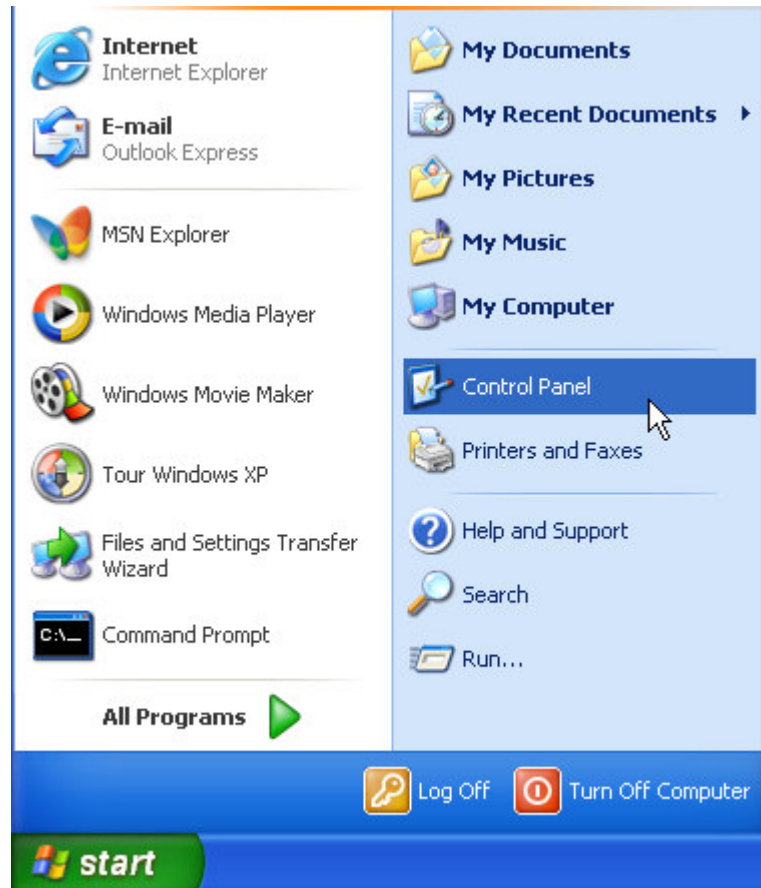 Internet
Internet Explorer
E-mail
Outlook Express
MSN Explorer
Windows Media Player
Windows Movie Maker
Tour Windows XP
Files and Settings Transfer
Wizard
C:\_
Command Prompt
All Programs
My Documents
My Recent Documents
My Pictures
My Music
My Computer
Control Panel
Printers and Faxes
Help and Support
Search
Run...
Log Off
Turn Off Computer
start